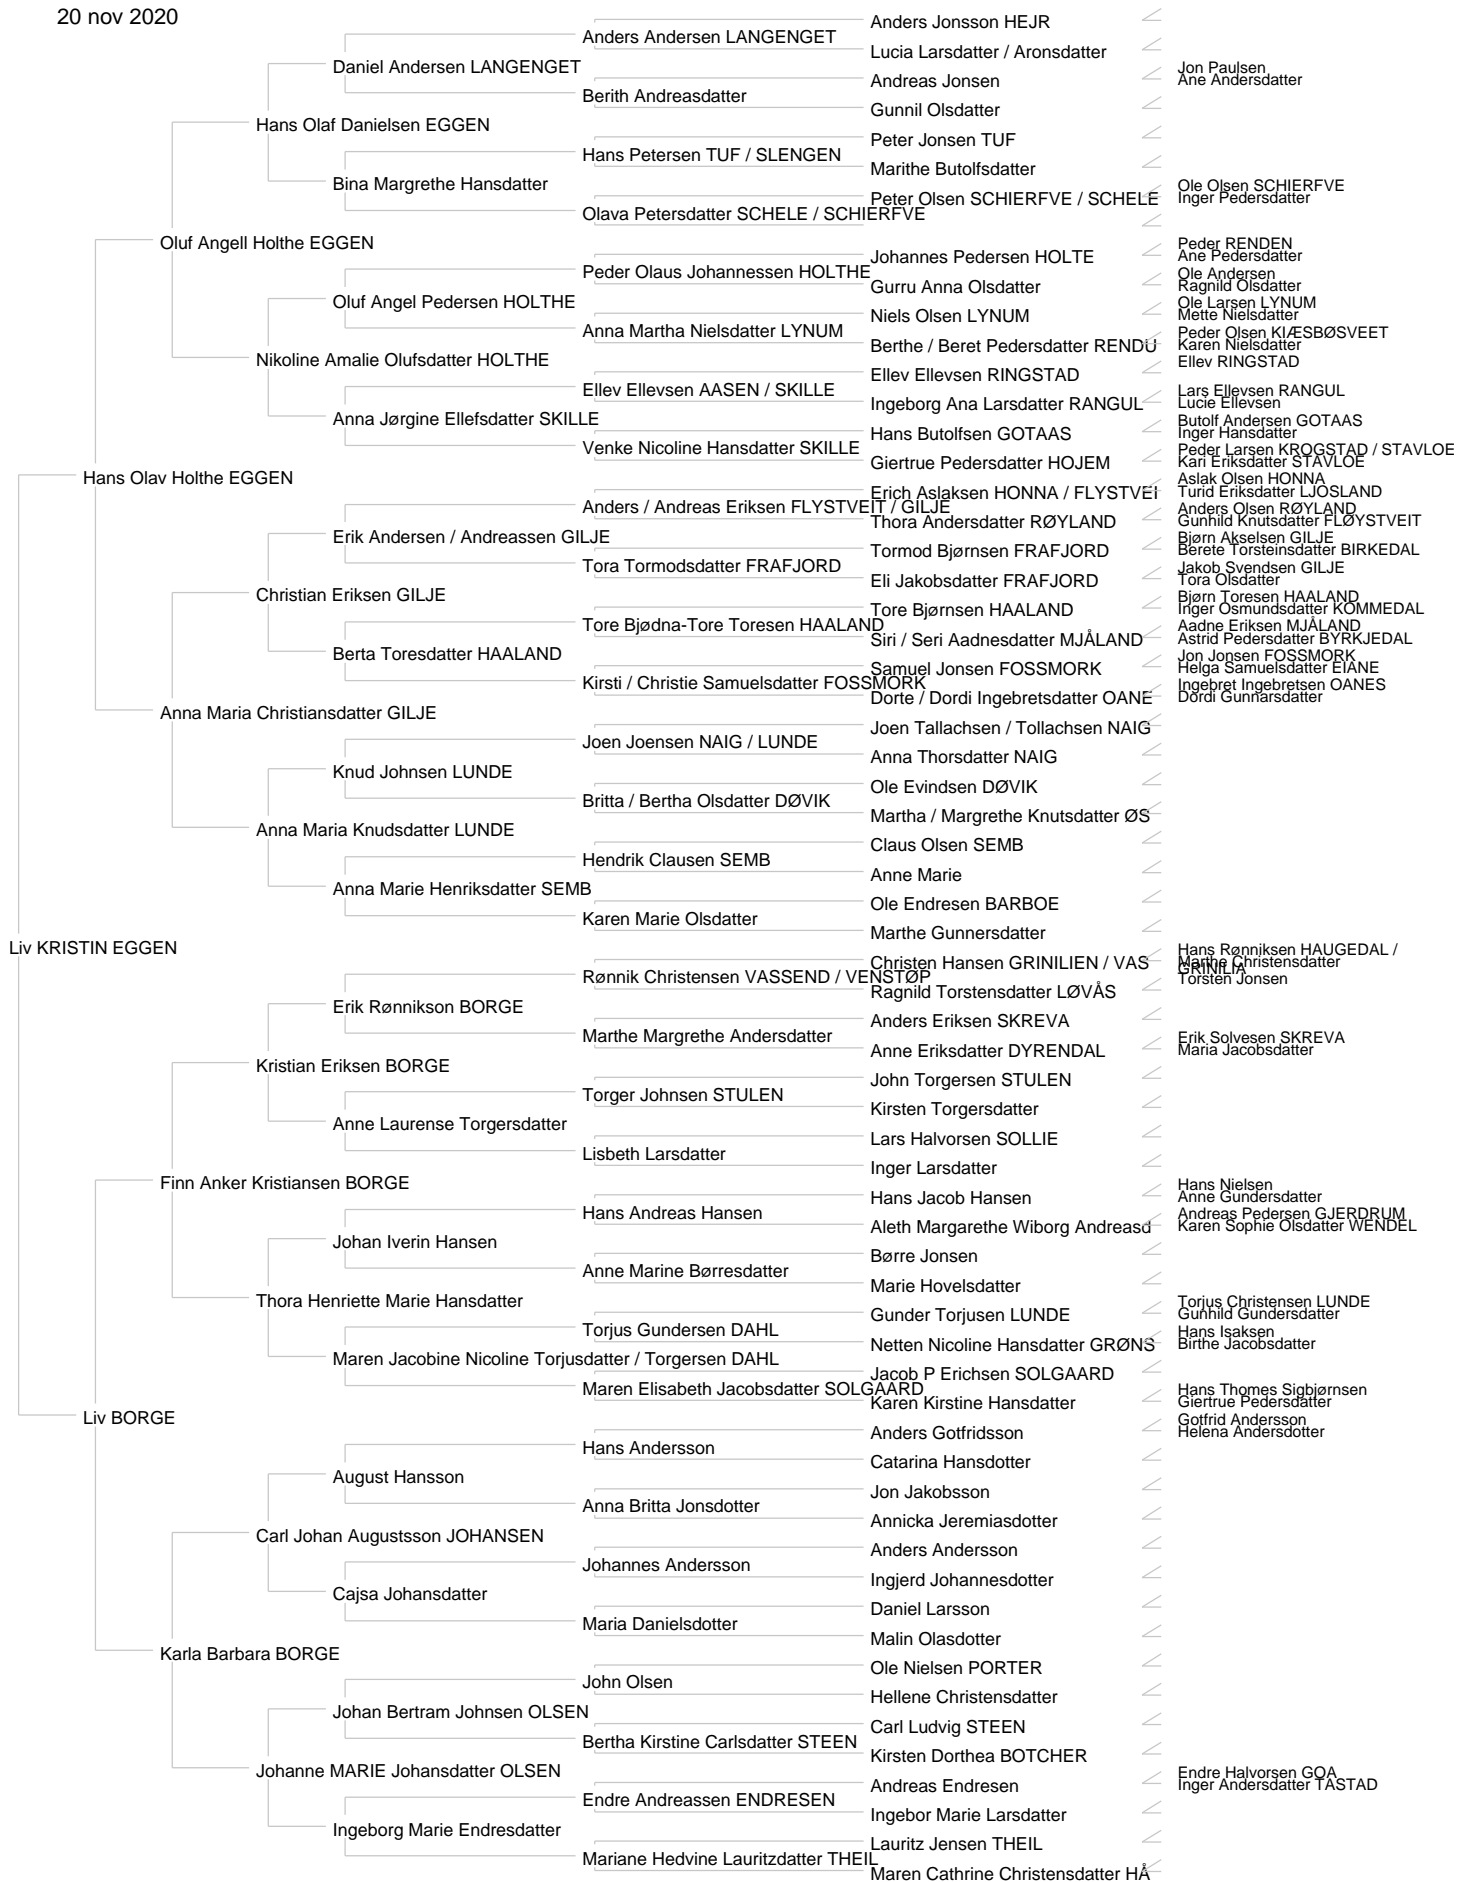 20 nov 2020
Anders Jonsson HEJR
Anders Andersen LANGENGET
Lucia Larsdatter / Aronsdatter
Daniel Andersen LANGENGET
Jon Paulsen
Ane Andersdatter
Andreas Jonsen
Berith Andreasdatter
Gunnil Olsdatter
Hans Olaf Danielsen EGGEN
Peter Jonsen TUF
Hans Petersen TUF / SLENGEN
Marithe Butolfsdatter
Bina Margrethe Hansdatter
Ole Olsen SCHIERFVE
Inger Pedersdatter
Peter Olsen SCHIERFVE / SCHELE
Olava Petersdatter SCHELE / SCHIERFVE
Oluf Angell Holthe EGGEN
Peder RENDEN
Ane Pedersdatter
Johannes Pedersen HOLTE
Peder Olaus Johannessen HOLTHE
Ole Andersen
Ragnild Olsdatter
Gurru Anna Olsdatter
Oluf Angel Pedersen HOLTHE
Ole Larsen LYNUM
Mette Nielsdatter
Niels Olsen LYNUM
Anna Martha Nielsdatter LYNUM
Peder Olsen KIÆSBØSVEET
Karen Nielsdatter
Berthe / Beret Pedersdatter RENDU
Nikoline Amalie Olufsdatter HOLTHE
Ellev RINGSTAD
Ellev Ellevsen RINGSTAD
Ellev Ellevsen AASEN / SKILLE
Lars Ellevsen RANGUL
Lucie Ellevsen
Ingeborg Ana Larsdatter RANGUL
Anna Jørgine Ellefsdatter SKILLE
Butolf Andersen GOTAAS
Inger Hansdatter
Hans Butolfsen GOTAAS
Venke Nicoline Hansdatter SKILLE
Peder Larsen KROGSTAD / STAVLOE
Kari Eriksdatter STAVLOE
Giertrue Pedersdatter HOJEM
Hans Olav Holthe EGGEN
Aslak Olsen HONNA
Turid Eriksdatter LJOSLAND
Erich Aslaksen HONNA / FLYSTVEI
Anders / Andreas Eriksen FLYSTVEIT / GILJE
Anders Olsen RØYLAND
Gunhild Knutsdatter FLØYSTVEIT
Thora Andersdatter RØYLAND
Erik Andersen / Andreassen GILJE
Bjørn Akselsen GILJE
Berete Torsteinsdatter BIRKEDAL
Tormod Bjørnsen FRAFJORD
Tora Tormodsdatter FRAFJORD
Jakob Svendsen GILJE
Tora Olsdatter
Eli Jakobsdatter FRAFJORD
Christian Eriksen GILJE
Bjørn Toresen HAALAND
Inger Osmundsdatter KOMMEDAL
Tore Bjørnsen HAALAND
Tore Bjødna-Tore Toresen HAALAND
Aadne Eriksen MJÅLAND
Astrid Pedersdatter BYRKJEDAL
Siri / Seri Aadnesdatter MJÅLAND
Berta Toresdatter HAALAND
Jon Jonsen FOSSMORK
Helga Samuelsdatter EIANE
Samuel Jonsen FOSSMORK
Kirsti / Christie Samuelsdatter FOSSMORK
Ingebret Ingebretsen OANES
Dordi Gunnarsdatter
Dorte / Dordi Ingebretsdatter OANE
Anna Maria Christiansdatter GILJE
Joen Tallachsen / Tollachsen NAIG
Joen Joensen NAIG / LUNDE
Anna Thorsdatter NAIG
Knud Johnsen LUNDE
Ole Evindsen DØVIK
Britta / Bertha Olsdatter DØVIK
Martha / Margrethe Knutsdatter ØS
Anna Maria Knudsdatter LUNDE
Claus Olsen SEMB
Hendrik Clausen SEMB
Anne Marie
Anna Marie Henriksdatter SEMB
Ole Endresen BARBOE
Karen Marie Olsdatter
Marthe Gunnersdatter
Liv KRISTIN EGGEN
Hans Rønniksen HAUGEDAL /
GRINILIA
Marthe Christensdatter
Christen Hansen GRINILIEN / VAS
Rønnik Christensen VASSEND / VENSTØP
Torsten Jonsen
Ragnild Torstensdatter LØVÅS
Erik Rønnikson BORGE
Anders Eriksen SKREVA
Marthe Margrethe Andersdatter
Erik Solvesen SKREVA
Maria Jacobsdatter
Anne Eriksdatter DYRENDAL
Kristian Eriksen BORGE
John Torgersen STULEN
Torger Johnsen STULEN
Kirsten Torgersdatter
Anne Laurense Torgersdatter
Lars Halvorsen SOLLIE
Lisbeth Larsdatter
Inger Larsdatter
Finn Anker Kristiansen BORGE
Hans Nielsen
Anne Gundersdatter
Hans Jacob Hansen
Hans Andreas Hansen
Andreas Pedersen GJERDRUM
Karen Sophie Olsdatter WENDEL
Aleth Margarethe Wiborg Andreasd
Johan Iverin Hansen
Børre Jonsen
Anne Marine Børresdatter
Marie Hovelsdatter
Thora Henriette Marie Hansdatter
Torjus Christensen LUNDE
Gunhild Gundersdatter
Gunder Torjusen LUNDE
Torjus Gundersen DAHL
Hans Isaksen
Birthe Jacobsdatter
Netten Nicoline Hansdatter GRØNS
Maren Jacobine Nicoline Torjusdatter / Torgersen DAHL
Jacob P Erichsen SOLGAARD
Maren Elisabeth Jacobsdatter SOLGAARD
Hans Thomes Sigbjørnsen
Giertrue Pedersdatter
Karen Kirstine Hansdatter
Liv BORGE
Gotfrid Andersson
Helena Andersdotter
Anders Gotfridsson
Hans Andersson
Catarina Hansdotter
August Hansson
Jon Jakobsson
Anna Britta Jonsdotter
Annicka Jeremiasdotter
Carl Johan Augustsson JOHANSEN
Anders Andersson
Johannes Andersson
Ingjerd Johannesdotter
Cajsa Johansdatter
Daniel Larsson
Maria Danielsdotter
Malin Olasdotter
Karla Barbara BORGE
Ole Nielsen PORTER
John Olsen
Hellene Christensdatter
Johan Bertram Johnsen OLSEN
Carl Ludvig STEEN
Bertha Kirstine Carlsdatter STEEN
Kirsten Dorthea BOTCHER
Johanne MARIE Johansdatter OLSEN
Endre Halvorsen GOA
Inger Andersdatter TASTAD
Andreas Endresen
Endre Andreassen ENDRESEN
Ingebor Marie Larsdatter
Ingeborg Marie Endresdatter
Lauritz Jensen THEIL
Mariane Hedvine Lauritzdatter THEIL
Maren Cathrine Christensdatter HÅ